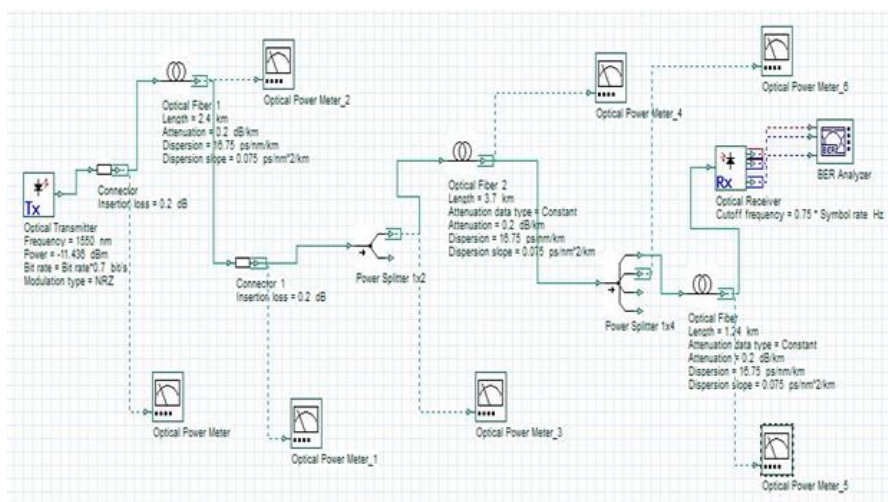 Optical Power Meter_2
Optical Fiber 1
Length = 2.4 km
Attenuation = 0.2 dB/km
Dispersion = 16.75 ps/nm/km
Dispersion slope = 0.075 ps/nm^2/km
Connector
Insertion loss = 0.2 dB
Tx
Optical Transmitter
Frequency = 1550 nm
Power = -11.436 dBm
Bit rate = Bit rate*0.7 bit/s
Modulation type = NRZ
Connector 1
Insertion loss = 0.2 dB
Power Splitter 1x2
Optical Power Meter_4
Optical Fiber 2
Length = 3.7 km
Attenuation data type = Constant
Attenuation = 0.2 dB/km
Dispersion = 16.75 ps/nm/km
Dispersion slope = 0.075 ps/nm^2/km
Optical Power Meter_6
Rx
Optical Receiver
Cutoff frequency = 0.75 * Symbol rate Hz
BER
BER Analyzer
Power Splitter 1x4
Optical Fiber
Length = 1.24 km
Attenuation data type = Constant
Attenuation = 0.2 dB/km
Dispersion = 16.75 ps/nm/km
Dispersion slope = 0.075 ps/nm^2/km
Optical Power Meter
Optical Power Meter_1
Optical Power Meter_3
Optical Power Meter_5